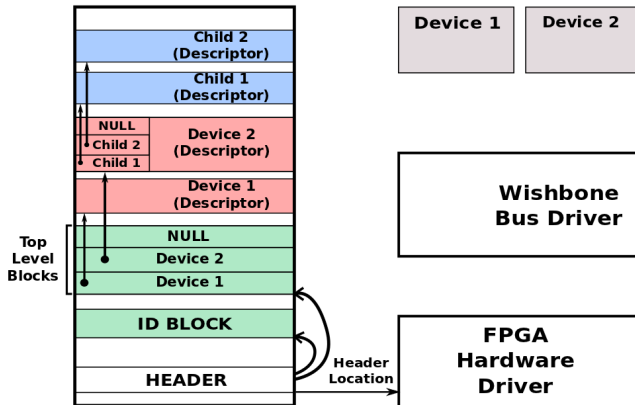 Child 2
(Descriptor)
Child 1
(Descriptor)
NULL
Child 2
Child 1
Device 2
(Descriptor)
Device 1
(Descriptor)
Top
Level
Blocks
NULL
Device 2
Device 1
ID BLOCK
HEADER
Header
Location
Device 1
Device 2
Wishbone
Bus Driver
FPGA
Hardware
Driver